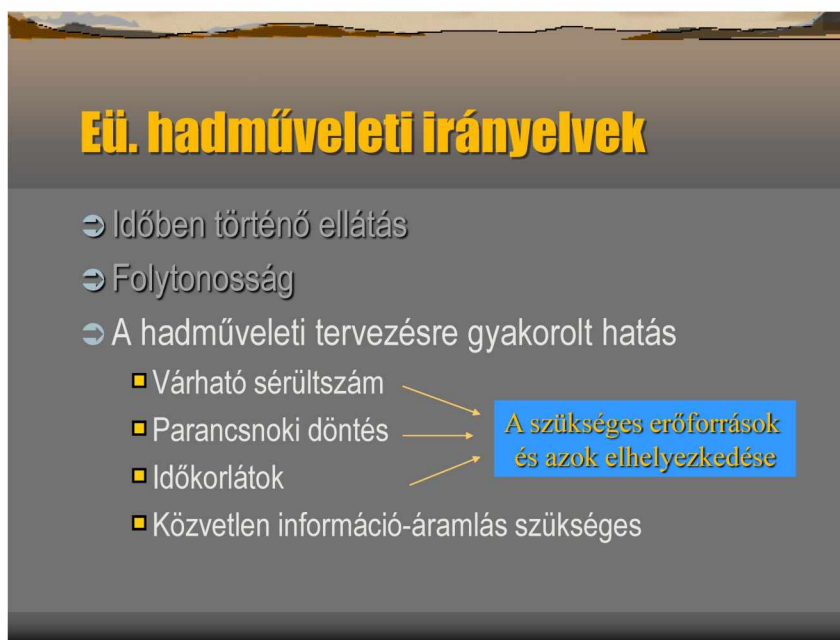 Eü. hadműveleti irányelvek
Időben történő ellátás
Folytonosság
A hadműveleti tervezésre gyakorolt hatás
Várható sérültszám
Parancsnoki döntés
Időkorlátok
Közvetlen információ-áramlás szükséges
A szükséges erőforrások
és azok elhelyezkedése